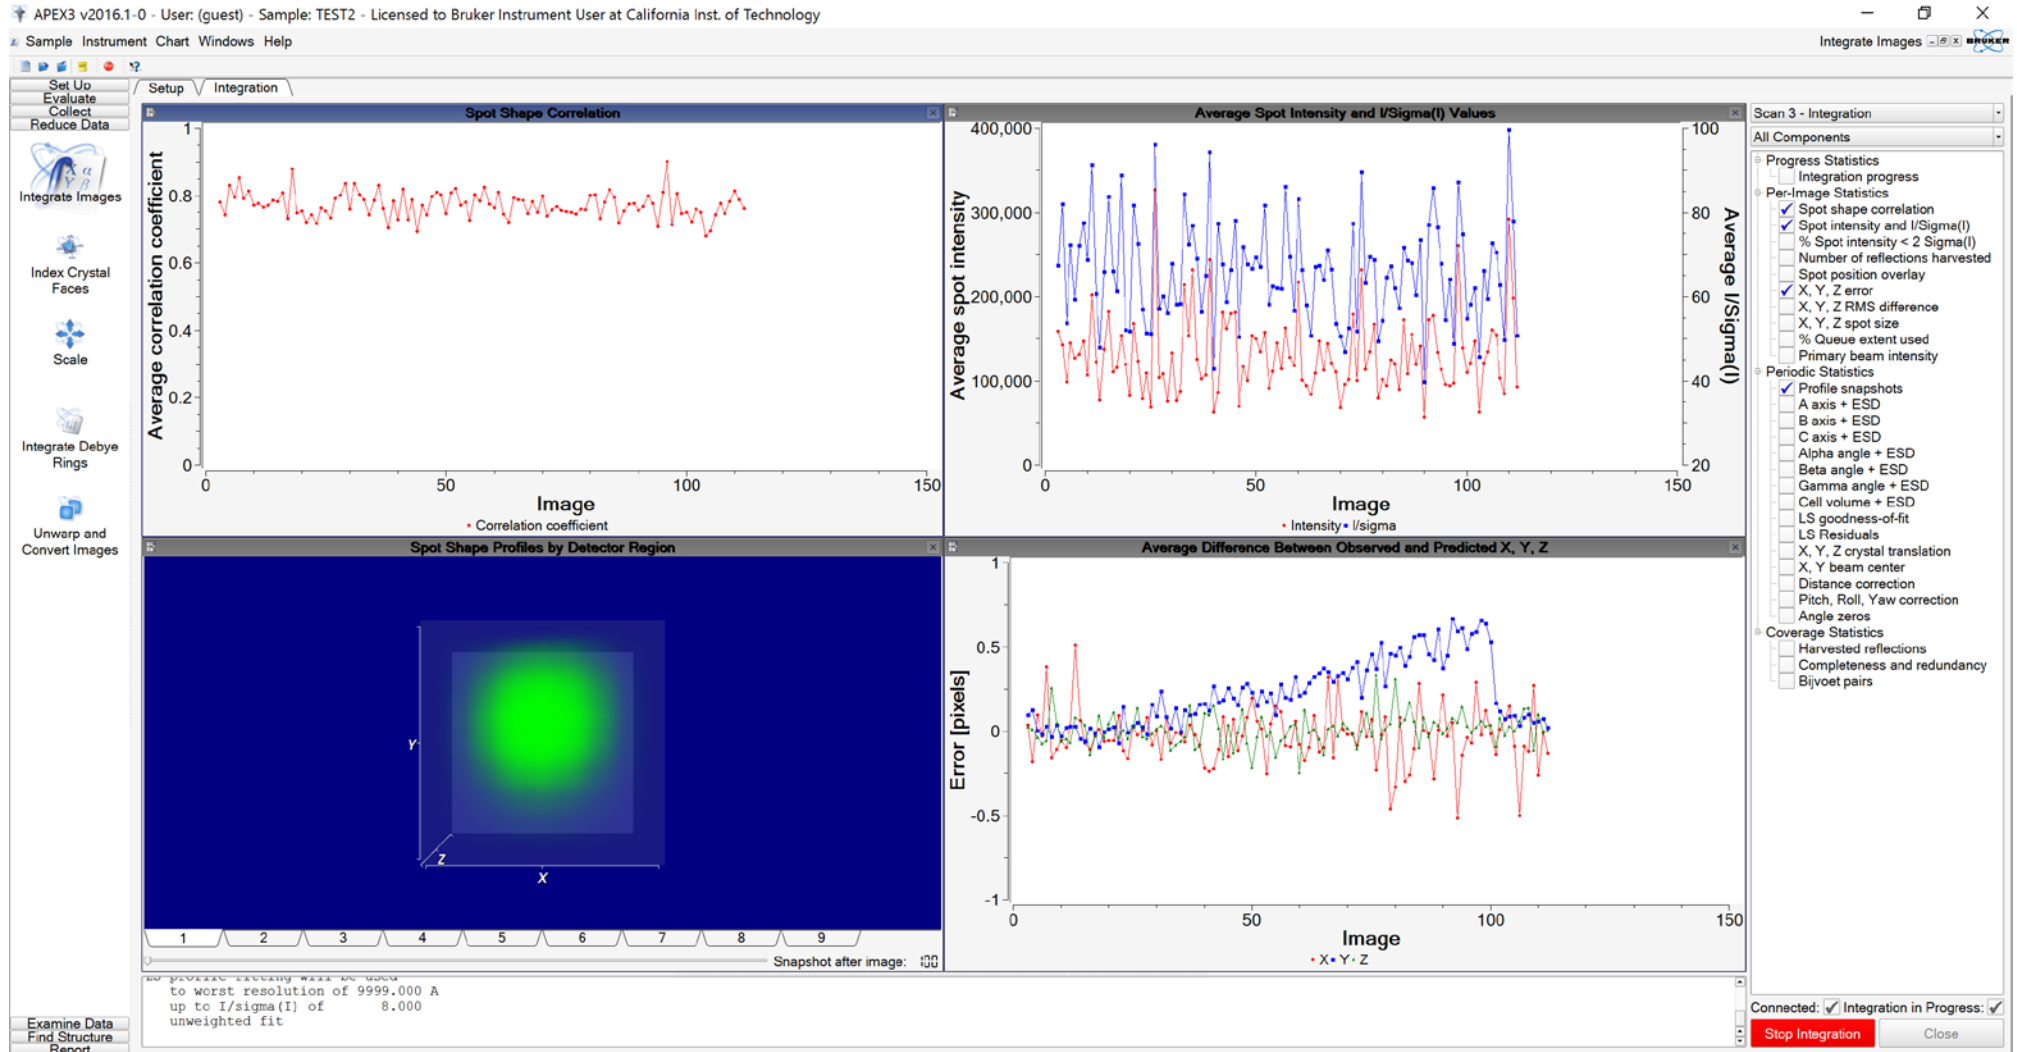 APEX3 v2016.1-0 - User: (guest) - Sample: TEST2 - Licensed to Bruker Instrument User at California Inst. of Technology
Sample Instrument Chart Windows Help
Integrate Images
BRUKER
Set Up
Evaluate
Collect
Reduce Data
Integrate Images
Index Crystal
Faces
Scale
Integrate Debye
Rings
Unwarp and
Convert Images
Examine Data
Find Structure
Report
Setup
Integration
Spot Shape Correlation
Average correlation coefficient
1
0.8
0.6
0.4
0.2
0
0 50 100 150
Image
Correlation coefficient
Average Spot Intensity and I/Sigma(I) Values
Average spot intensity
400,000
300,000
200,000
100,000
0
100
80
60
40
20
Average I/Sigma(I)
0 50 100 150
Image
Intensity I/sigma
Spot Shape Profiles by Detector Region
Y
Z
X
1 2 3 4 5 6 7 8 9
Snapshot after image: 100
Average Difference Between Observed and Predicted X, Y, Z
Error [pixels]
1
0.5
0
-0.5
-1
0 50 100 150
Image
X Y Z
LS profile fitting will be used
to worst resolution of 9999.000 A
up to I/sigma(I) of 8.000
unweighted fit
Scan 3 - Integration
All Components
Progress Statistics
Integration progress
Per-Image Statistics
Spot shape correlation
Spot intensity and I/Sigma(I)
% Spot intensity < 2 Sigma(I)
Number of reflections harvested
Spot position overlay
X, Y, Z error
X, Y, Z RMS difference
X, Y, Z spot size
% Queue extent used
Primary beam intensity
Periodic Statistics
Profile snapshots
A axis + ESD
B axis + ESD
C axis + ESD
Alpha angle + ESD
Beta angle + ESD
Gamma angle + ESD
Cell volume + ESD
LS goodness-of-fit
LS Residuals
X, Y, Z crystal translation
X, Y beam center
Distance correction
Pitch, Roll, Yaw correction
Angle zeros
Coverage Statistics
Harvested reflections
Completeness and redundancy
Bijvoet pairs
Connected: Integration in Progress:
Stop Integration
Close